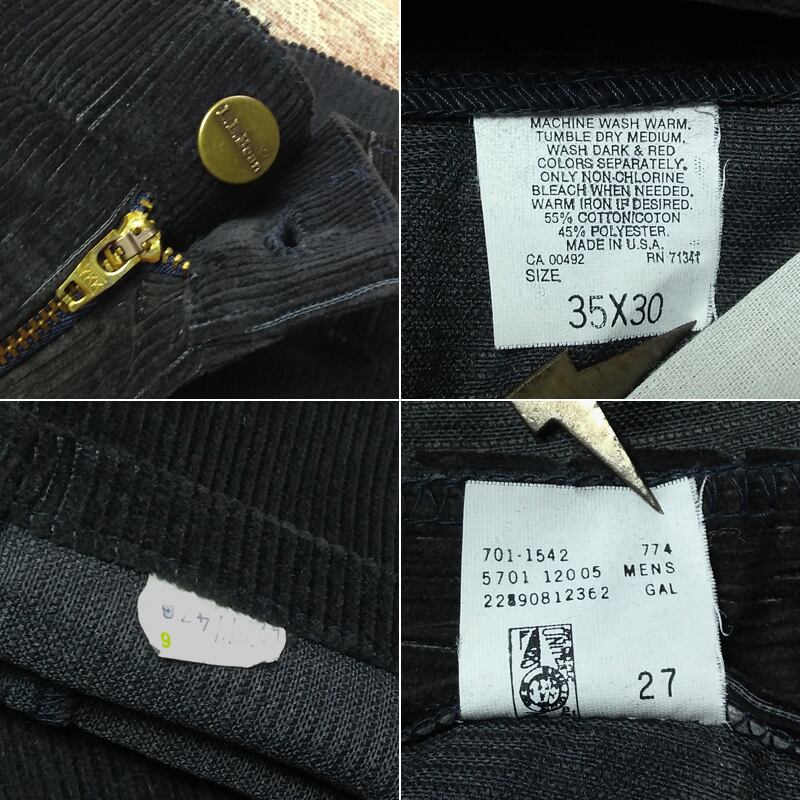 L.L.Bean®
YKK
MACHINE WASH WARM.
TUMBLE DRY MEDIUM.
WASH DARK & RED
COLORS SEPARATELY.
ONLY NON-CHLORINE
BLEACH WHEN NEEDED.
WARM IRON IF DESIRED.
55% COTTON/COTON
45% POLYESTER.
MADE IN U.S.A.
CA 00492 RN 71341
SIZE
35X30
9
701-1542 774
5701 12005 MENS
22890812362 GAL
27